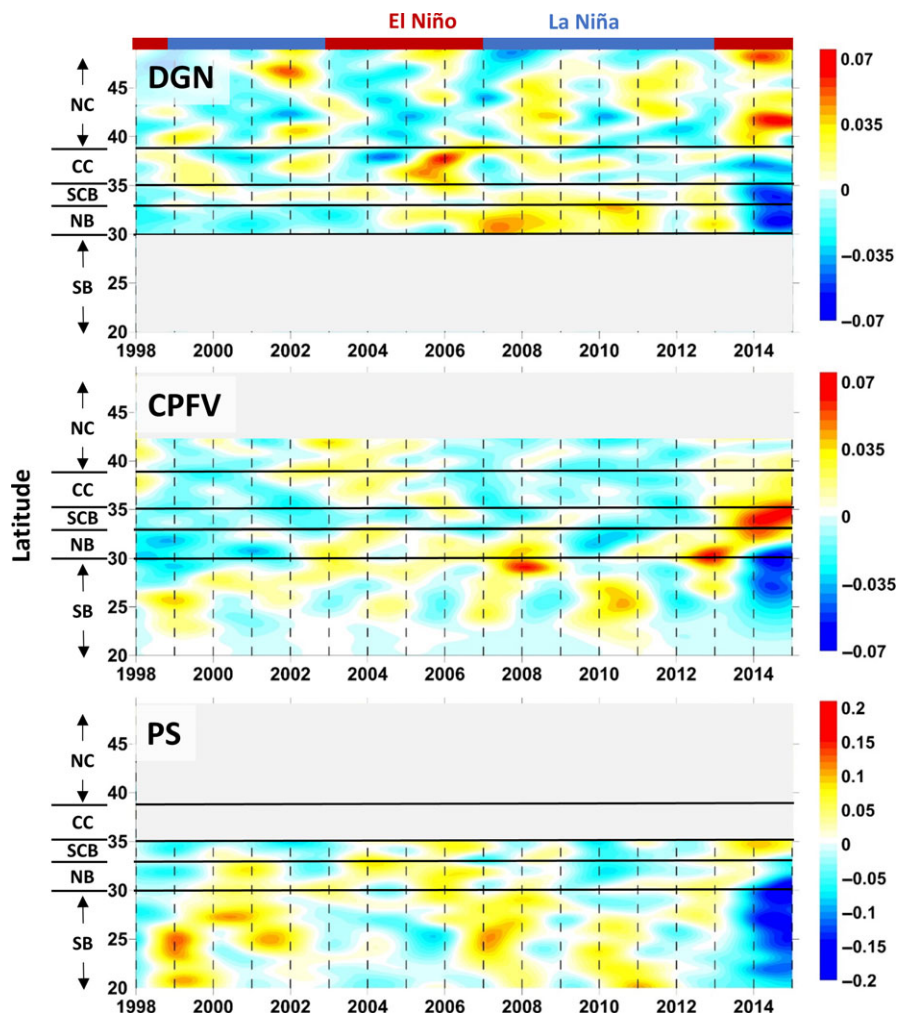 El Niño La Niña
DGN
NC
CC
SCB
NB
SB
45
40
35
30
25
20
1998 2000 2002 2004 2006 2008 2010 2012 2014
0.07
0.035
0
−0.035
−0.07
Latitude
CPFV
NC
CC
SCB
NB
SB
45
40
35
30
25
20
1998 2000 2002 2004 2006 2008 2010 2012 2014
0.07
0.035
0
−0.035
−0.07
PS
NC
CC
SCB
NB
SB
45
40
35
30
25
20
1998 2000 2002 2004 2006 2008 2010 2012 2014
0.2
0.15
0.1
0.05
0
−0.05
−0.1
−0.15
−0.2